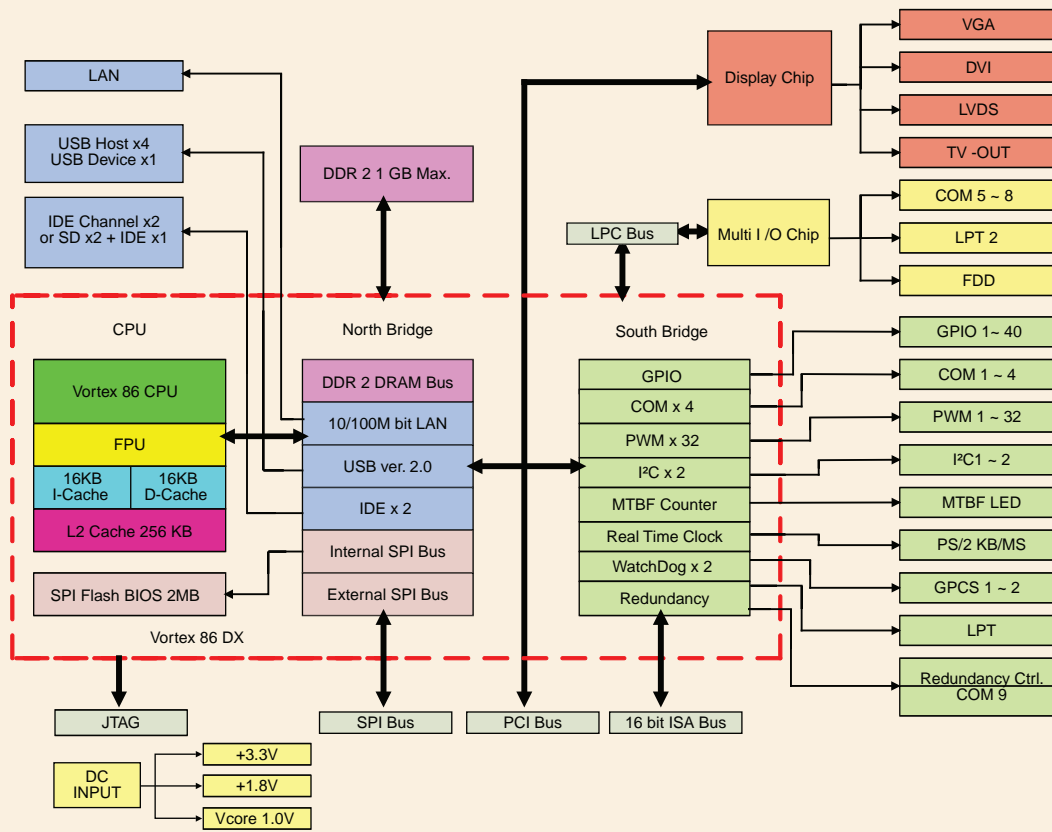 VGA
LAN
Display Chip
DVI
LVDS
USB Host x4
USB Device x1
TV -OUT
DDR 2 1 GB Max.
COM 5 ~ 8
IDE Channel x2
or SD x2 + IDE x1
LPC Bus
Multi I /O Chip
LPT 2
FDD
CPU
North Bridge
South Bridge
GPIO 1~ 40
Vortex 86 CPU
FPU
16KB
I-Cache
16KB
D-Cache
L2 Cache 256 KB
SPI Flash BIOS 2MB
Vortex 86 DX
DDR 2 DRAM Bus
10/100M bit LAN
USB ver. 2.0
IDE x 2
Internal SPI Bus
External SPI Bus
GPIO
COM x 4
PWM x 32
I²C x 2
MTBF Counter
Real Time Clock
WatchDog x 2
Redundancy
COM 1 ~ 4
PWM 1 ~ 32
I²C1 ~ 2
MTBF LED
PS/2 KB/MS
GPCS 1 ~ 2
LPT
Redundancy Ctrl.
COM 9
JTAG
SPI Bus
PCI Bus
16 bit ISA Bus
DC
INPUT
+3.3V
+1.8V
Vcore 1.0V